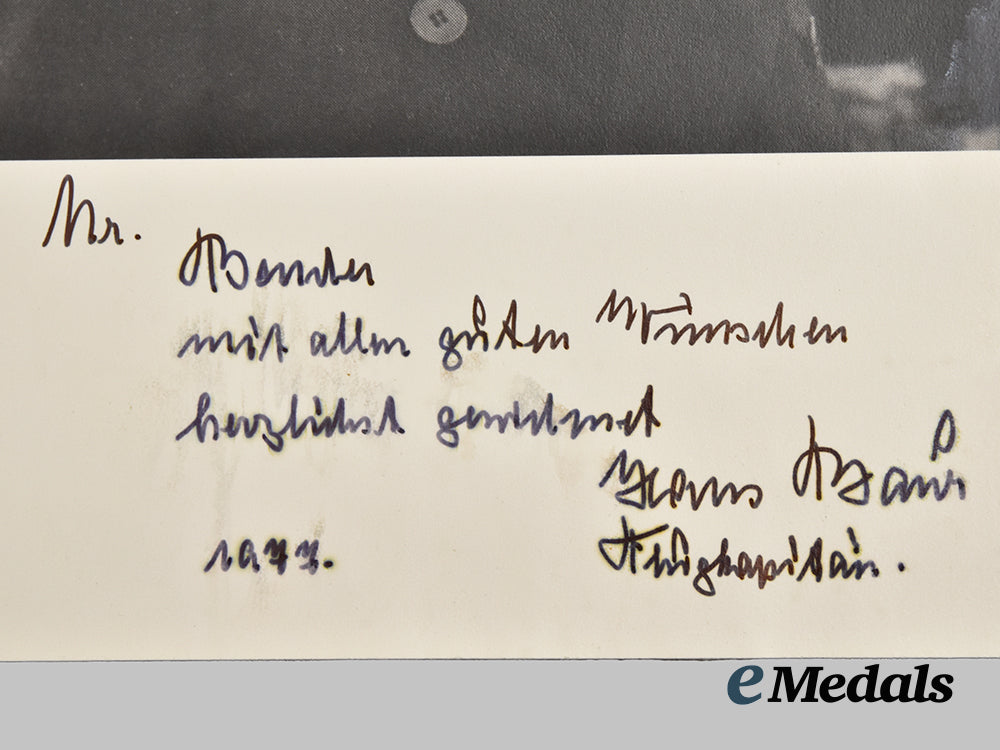 Mr.
Bender
mit allen guten Wünschen
herzlichst gewidmet
Hans Baur
1977. Flugkapitän.
eMedals